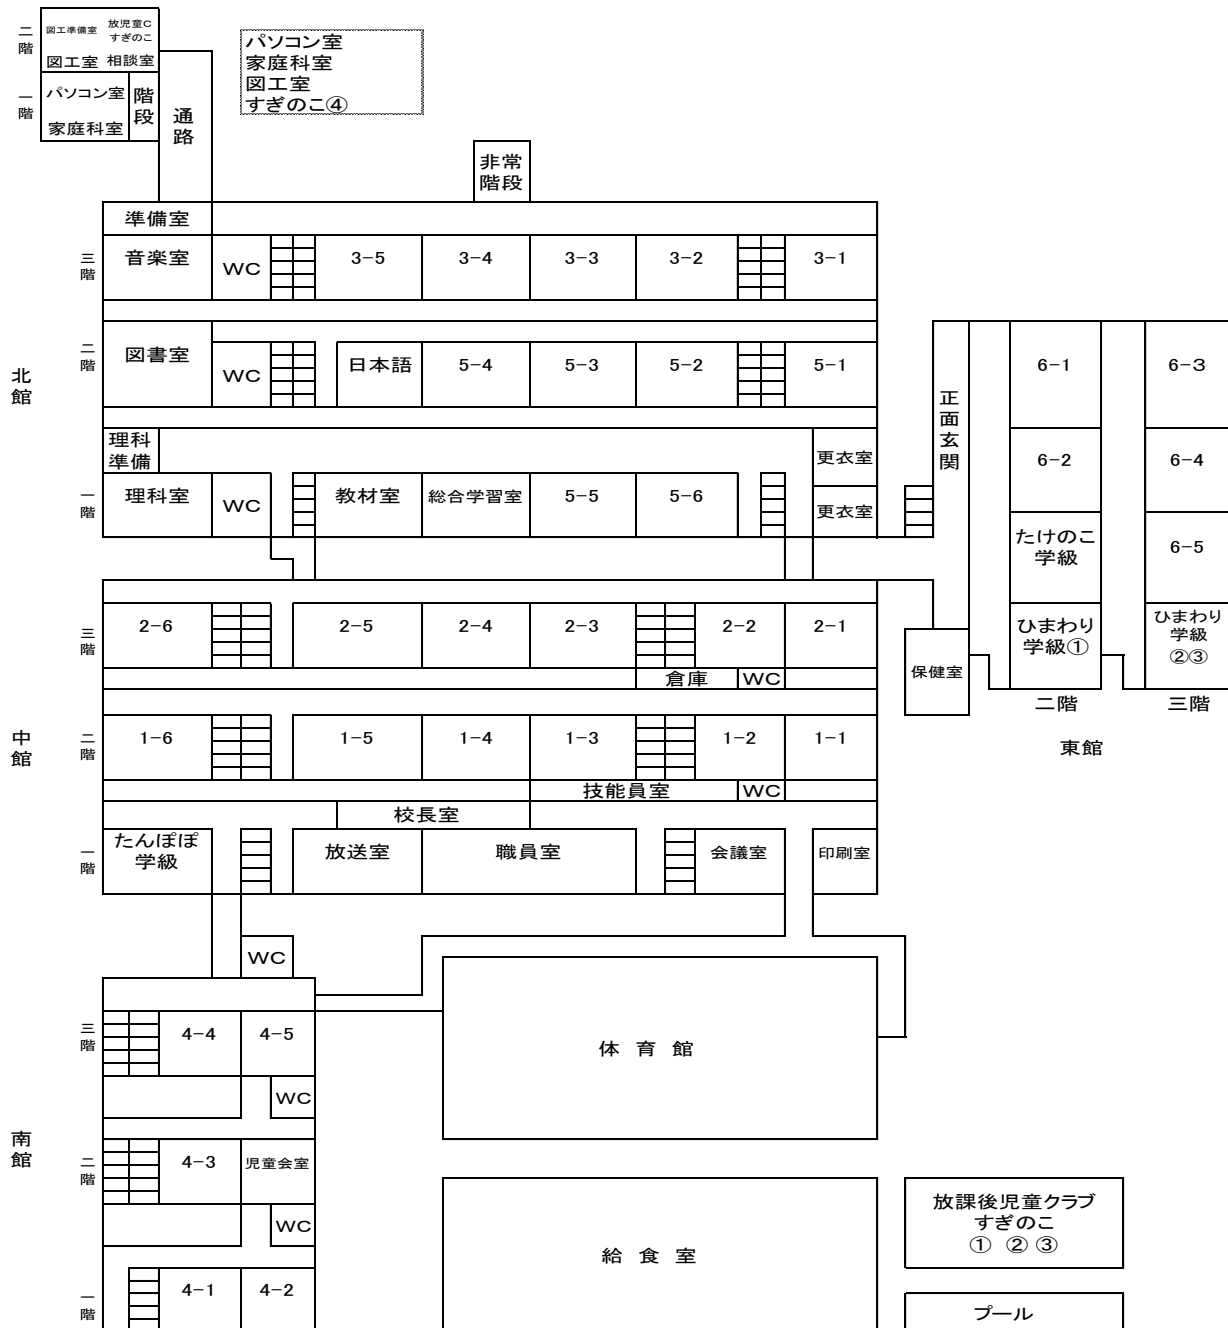 二階
図工準備室
放児童C
すぎのこ
図工室 相談室
一階
パソコン室
家庭科室
階段
通路
パソコン室
家庭科室
図工室
すぎのこ④
非常
階段
準備室
三階
音楽室
WC
3-5
3-4
3-3
3-2
3-1
北館
二階
図書室
WC
日本語
5-4
5-3
5-2
5-1
理科
準備
更衣室
一階
理科室
WC
教材室
総合学習室
5-5
5-6
更衣室
正面玄関
6-1
6-3
6-2
6-4
たけのこ
学級
6-5
ひまわり
学級①
ひまわり
学級
②③
保健室
二階
三階
東館
三階
2-6
2-5
2-4
2-3
2-2
2-1
倉庫
WC
中館
二階
1-6
1-5
1-4
1-3
1-2
1-1
技能員室
WC
校長室
一階
たんぽぽ
学級
放送室
職員室
会議室
印刷室
WC
三階
4-4
4-5
WC
体育館
南館
二階
4-3
児童会室
WC
一階
4-1
4-2
給食室
放課後児童クラブ
すぎのこ
① ② ③
プール